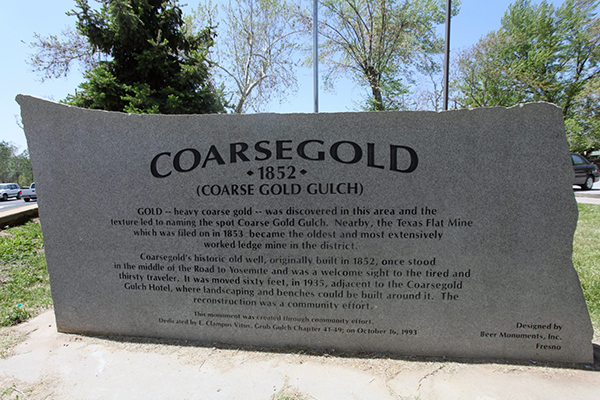 COARSEGOLD
• 1852 •
(COARSE GOLD GULCH)
GOLD -- heavy coarse gold -- was discovered in this area and the
texture led to naming the spot Coarse Gold Gulch. Nearby, the Texas Flat Mine
which was filed on in 1853 became the oldest and most extensively
worked ledge mine in the district.
Coarsegold's historic old well, originally built in 1852, once stood
in the middle of the Road to Yosemite and was a welcome sight to the tired and
thirsty traveler. It was moved sixty feet, in 1935, adjacent to the Coarsegold
Gulch Hotel, where landscaping and benches could be built around it. The
reconstruction was a community effort.
This monument was created through community effort.
Dedicated by E. Clampus Vitus, Grub Gulch Chapter 41-49; on October 16, 1993
Designed by
Beer Monuments, Inc.
Fresno